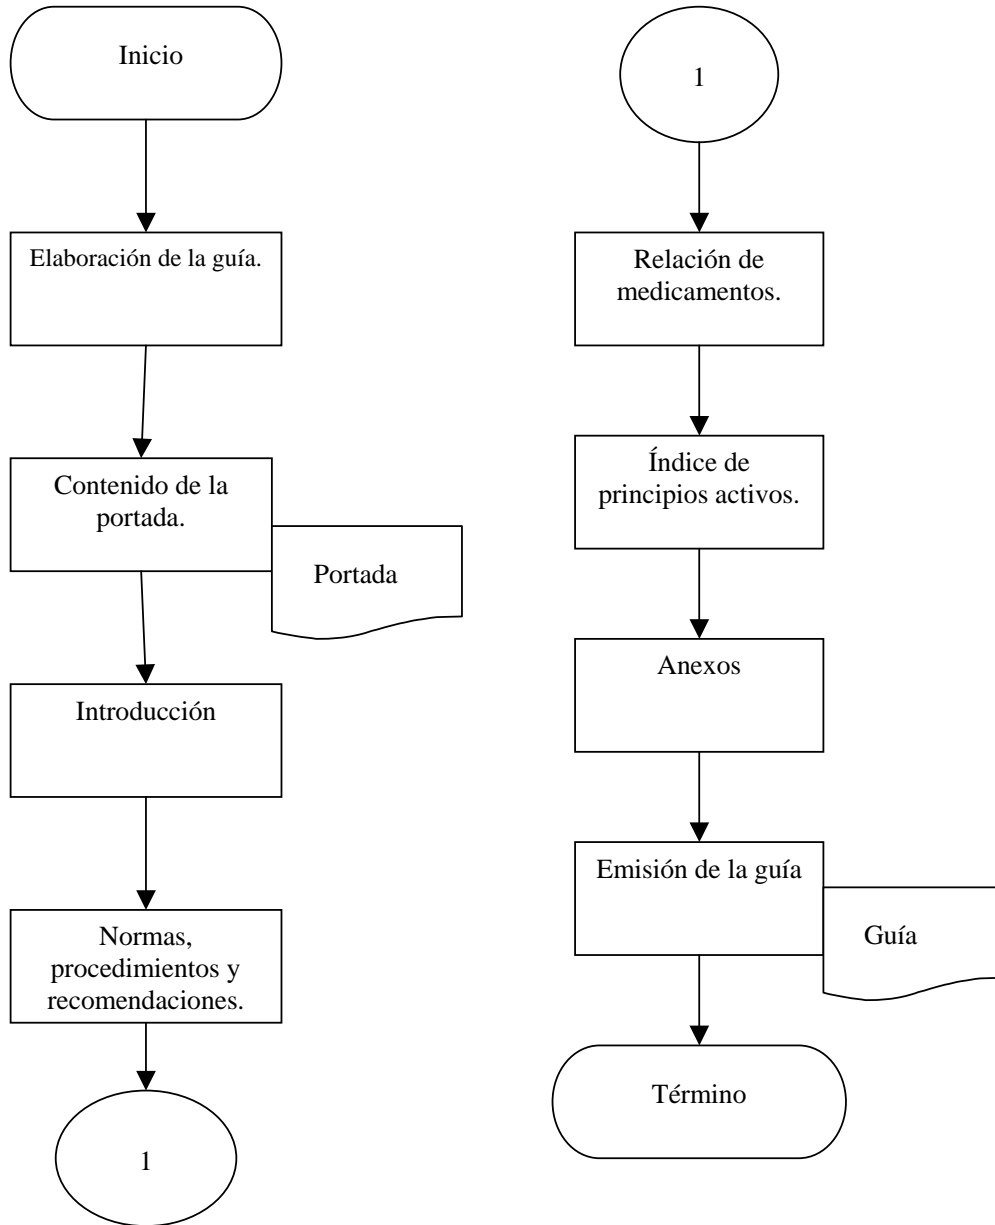 Inicio
Elaboración de la guía.
Contenido de la
portada.
Portada
Introducción
Normas,
procedimientos y
recomendaciones.
1
1
Relación de
medicamentos.
Índice de
principios activos.
Anexos
Emisión de la guía
Guía
Término